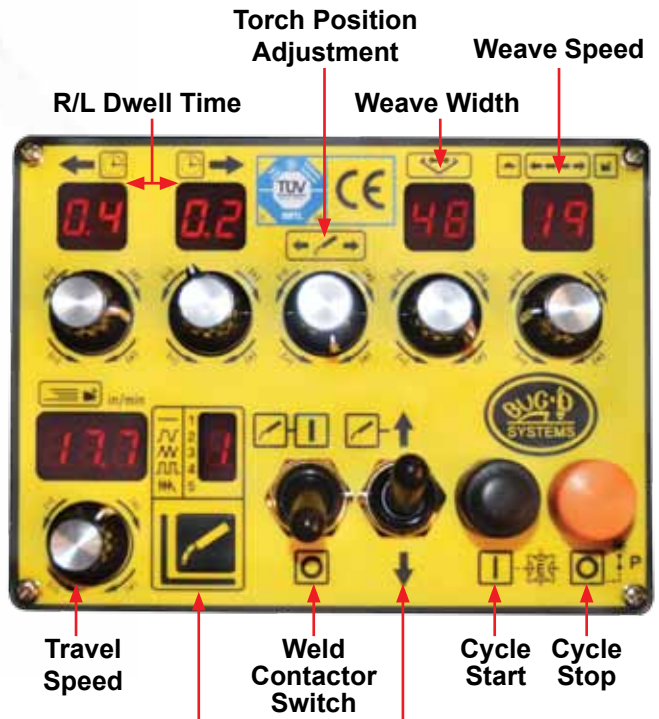 Torch Position
Adjustment
Weave Speed
R/L Dwell Time
Weave Width
TÜV
CE
0.4
0.2
48
19
in/min
BUG-O
SYSTEMS
17.7
1
2
3
4
5
1
I
I
E
O
P
O
Travel
Speed
Weld
Contactor
Switch
Cycle
Start
Cycle
Stop